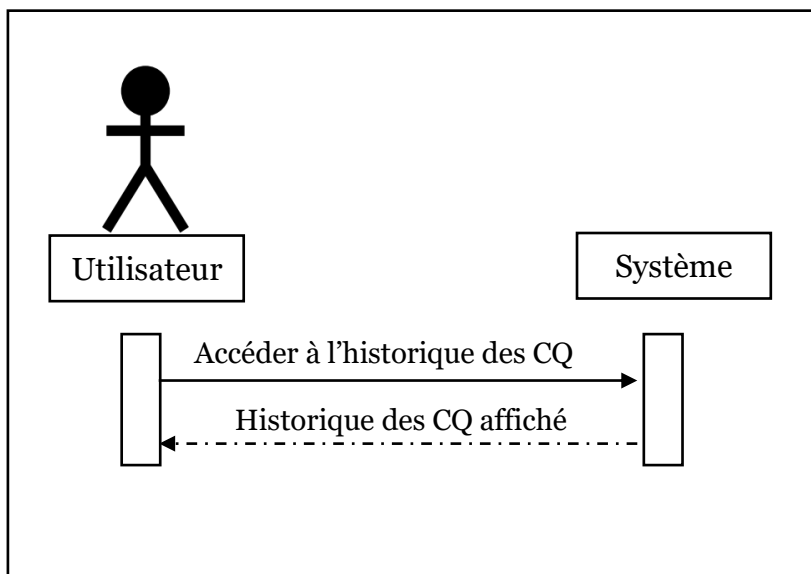 Utilisateur
Système
Accéder à l’historique des CQ
Historique des CQ affiché